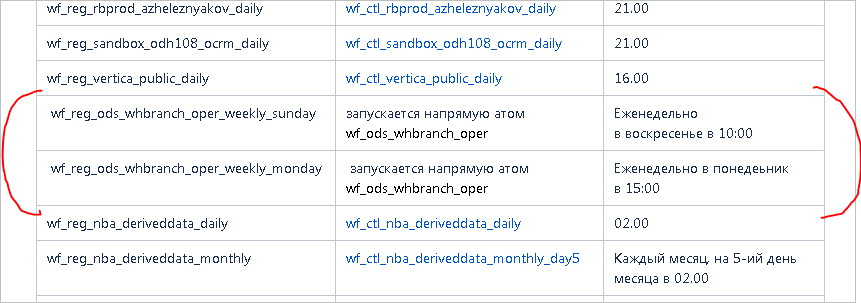 wf_reg_rbprod_azheleznyakov_daily wf_ctl_rbprod_azheleznyakov_daily 21.00
wf_reg_sandbox_odh108_ocrm_daily wf_ctl_sandbox_odh108_ocrm_daily 21.00
wf_reg_vertica_public_daily wf_ctl_vertica_public_daily 16.00
wf_reg_ods_whbranch_oper_weekly_sunday запускается напрямую атом Еженедельно
wf_ods_whbranch_oper в воскресенье в 10:00
wf_reg_ods_whbranch_oper_weekly_monday запускается напрямую атом Еженедельно в понедеьник
wf_ods_whbranch_oper в 15:00
wf_reg_nba_deriveddata_daily wf_ctl_nba_deriveddata_daily 02.00
wf_reg_nba_deriveddata_monthly wf_ctl_nba_deriveddata_monthly_day5 Каждый месяц, на 5-ий день
месяца в 02.00